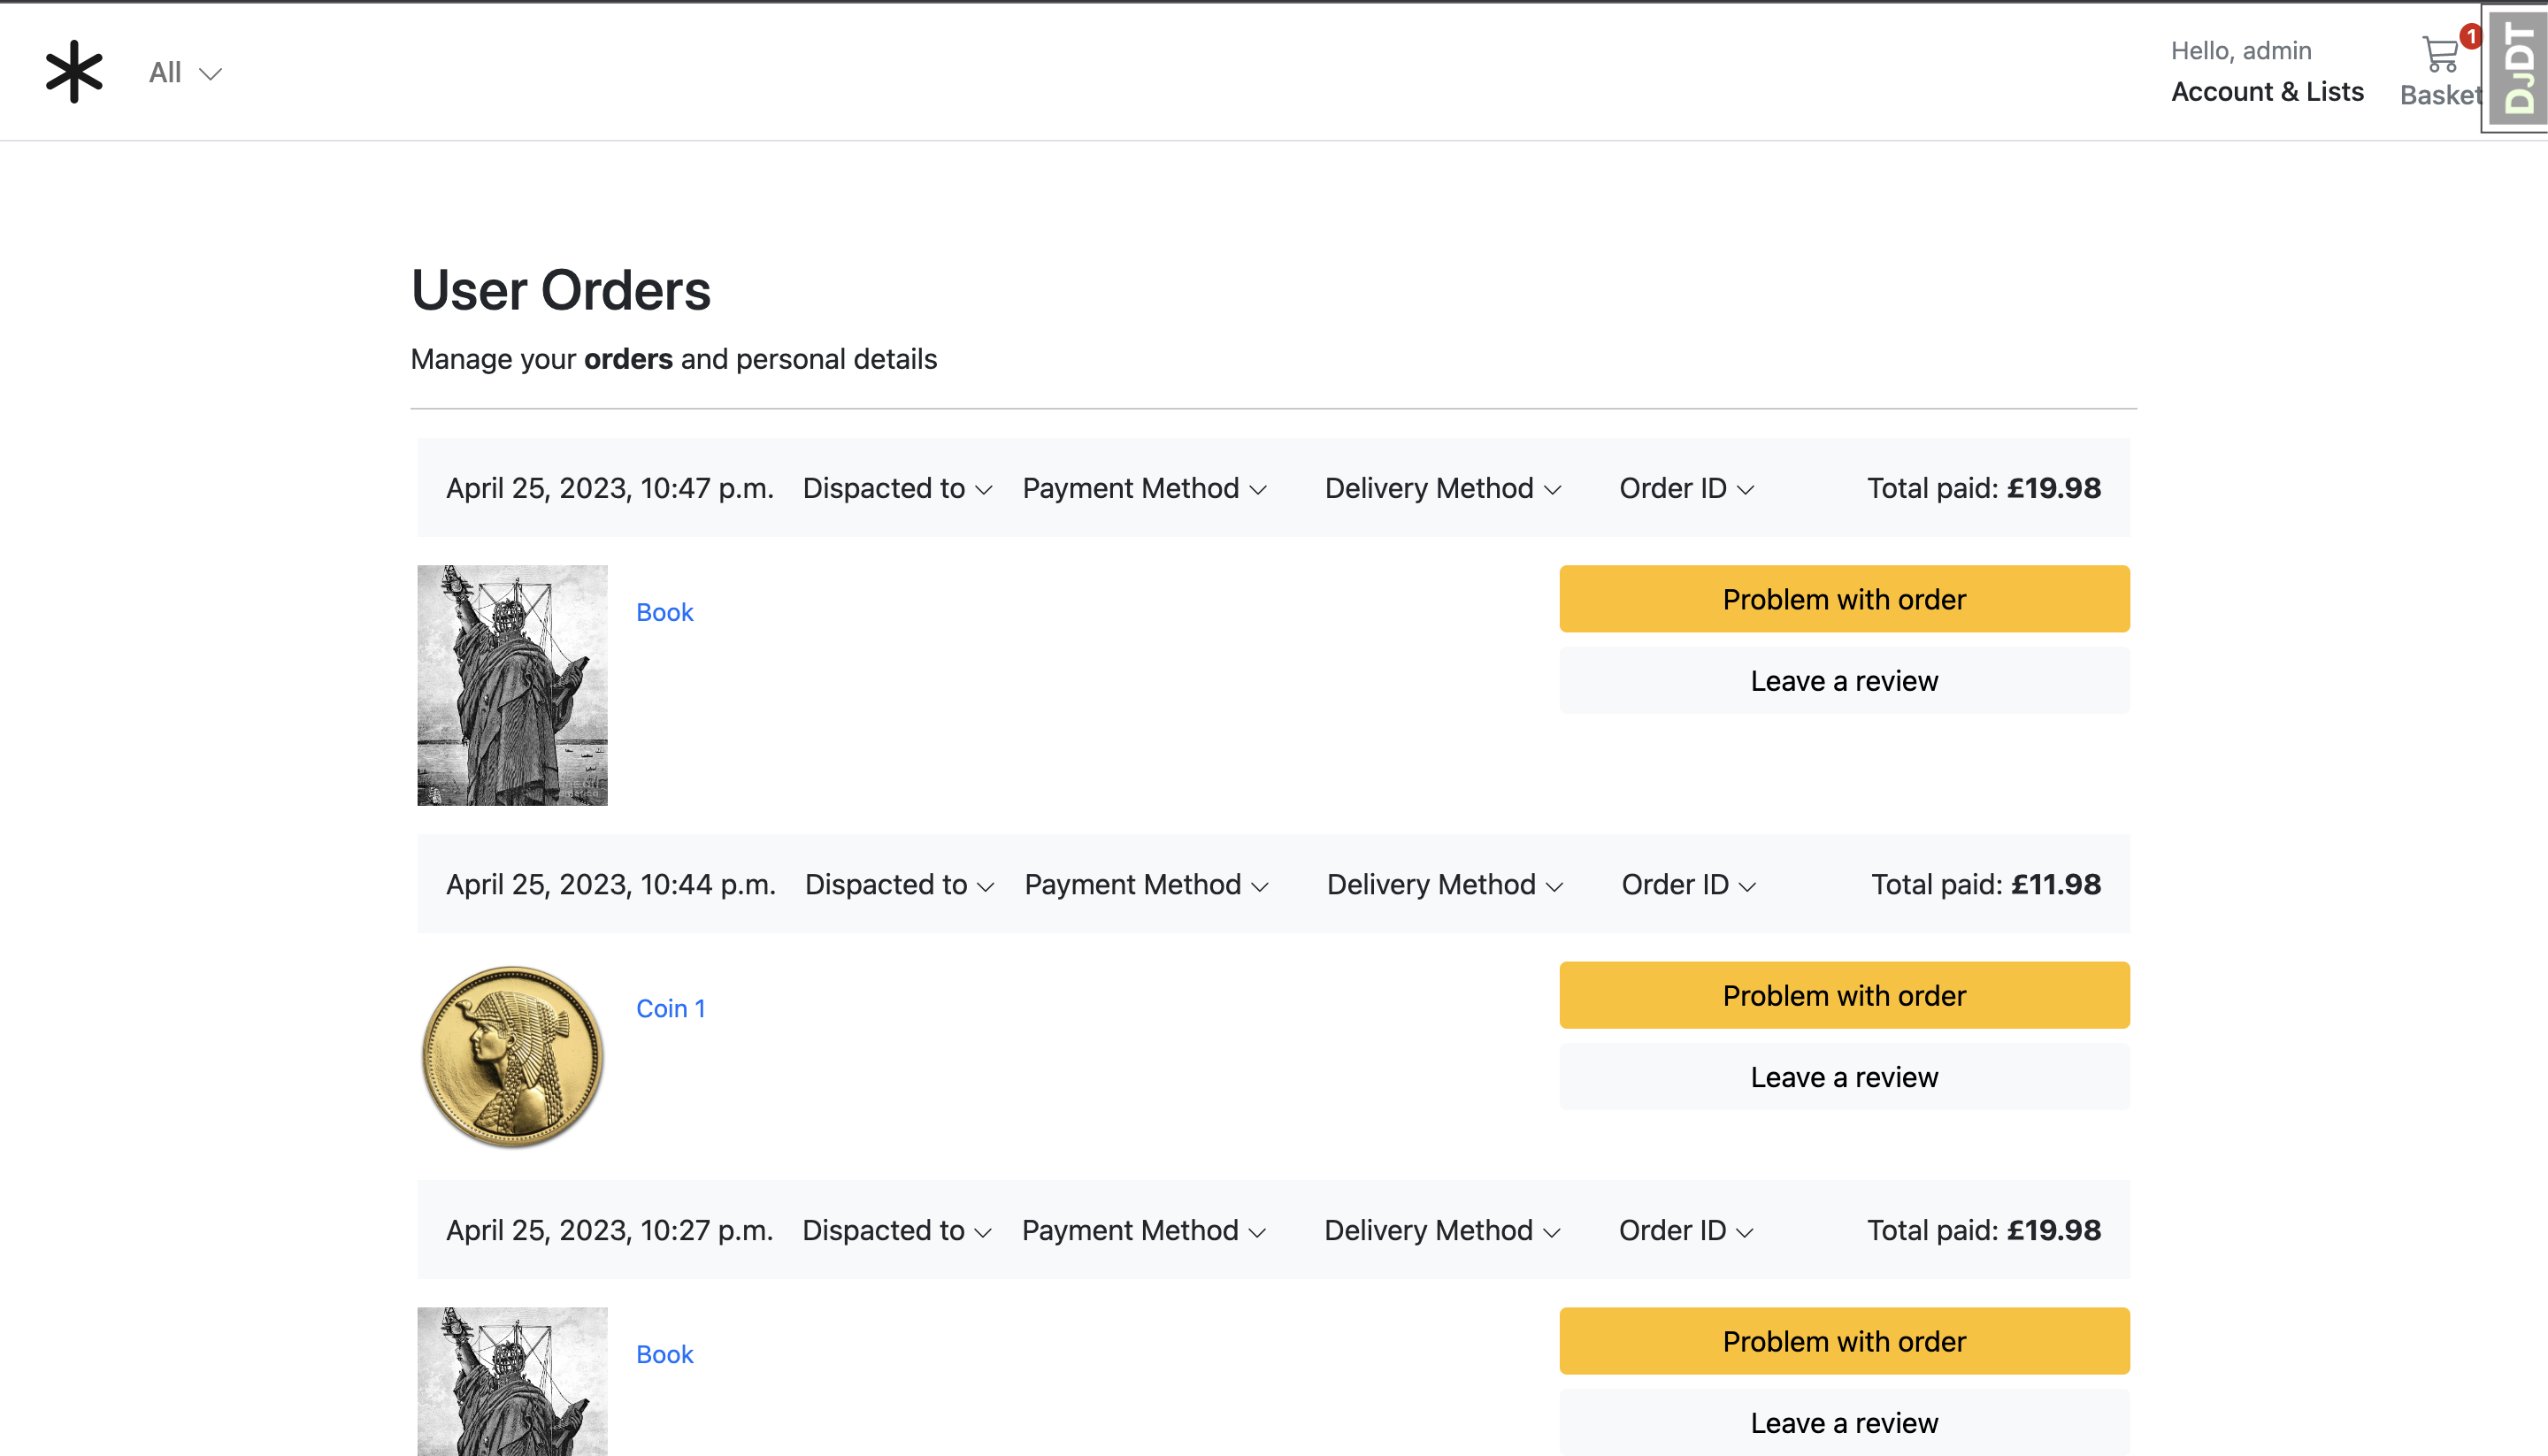 All
Hello, admin
Account & Lists
1
Basket
DJDT
User Orders
Manage your orders and personal details
April 25, 2023, 10:47 p.m. Dispacted to Payment Method Delivery Method Order ID Total paid: £19.98
Book
Problem with order
Leave a review
April 25, 2023, 10:44 p.m. Dispacted to Payment Method Delivery Method Order ID Total paid: £11.98
Coin 1
Problem with order
Leave a review
April 25, 2023, 10:27 p.m. Dispacted to Payment Method Delivery Method Order ID Total paid: £19.98
Book
Problem with order
Leave a review